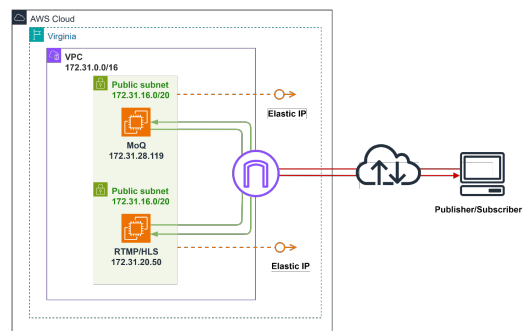 AWS Cloud
Virginia
VPC
172.31.0.0/16
Public subnet
172.31.16.0/20
Elastic IP
MoQ
172.31.28.119
Public subnet
172.31.16.0/20
RTMP/HLS
172.31.20.50
Elastic IP
Publisher/Subscriber